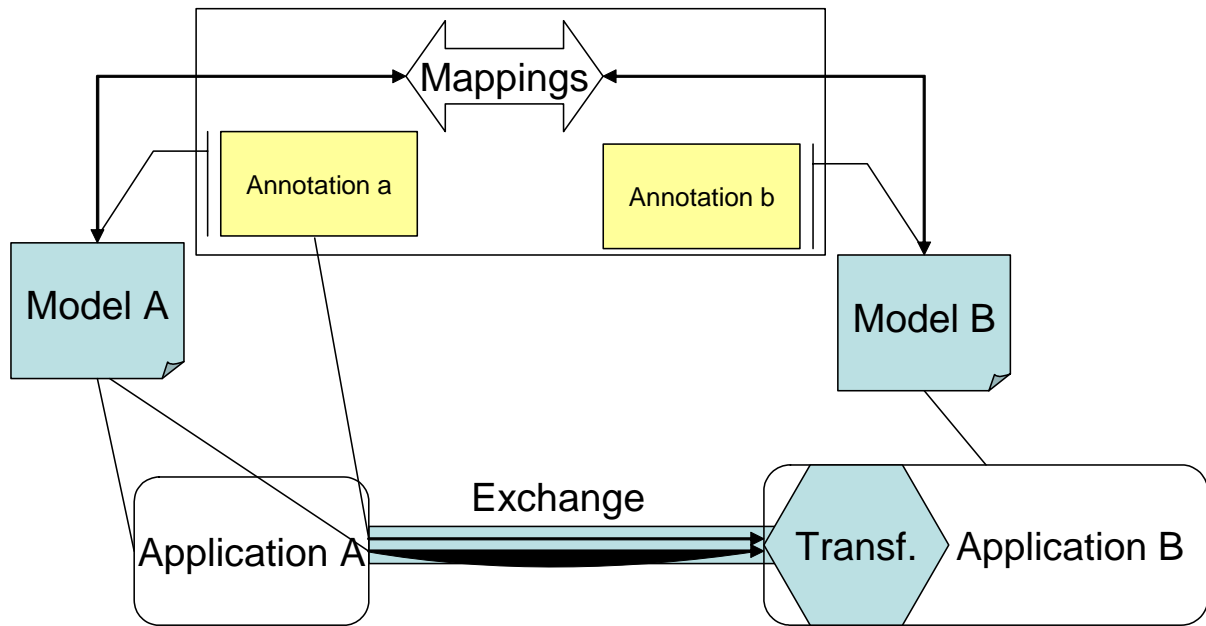 Mappings
Annotation a
Annotation b
Model A
Model B
Exchange
Application A
Transf.
Application B